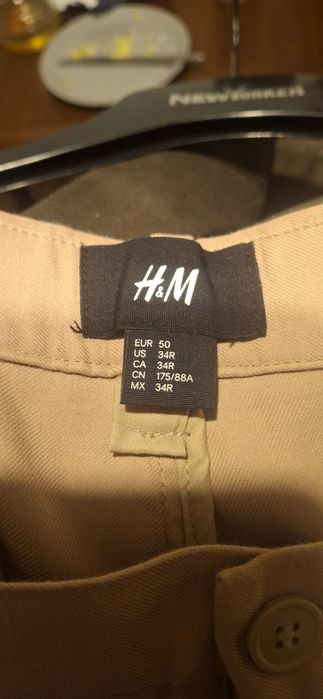 NEWYORKER
H&M
EUR 50
US 34R
CA 34R
CN 175/88A
MX 34R